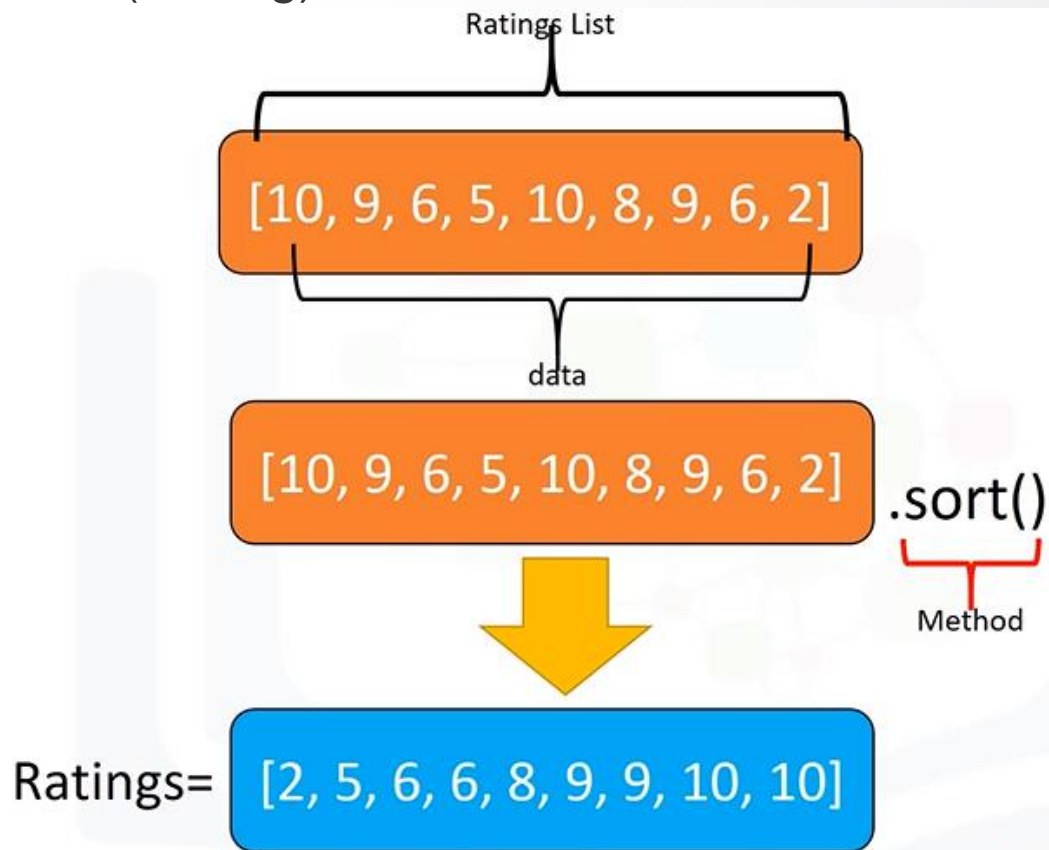 Ratings List
[10, 9, 6, 5, 10, 8, 9, 6, 2]
data
[10, 9, 6, 5, 10, 8, 9, 6, 2]
.sort()
Method
Ratings= [2, 5, 6, 6, 8, 9, 9, 10, 10]